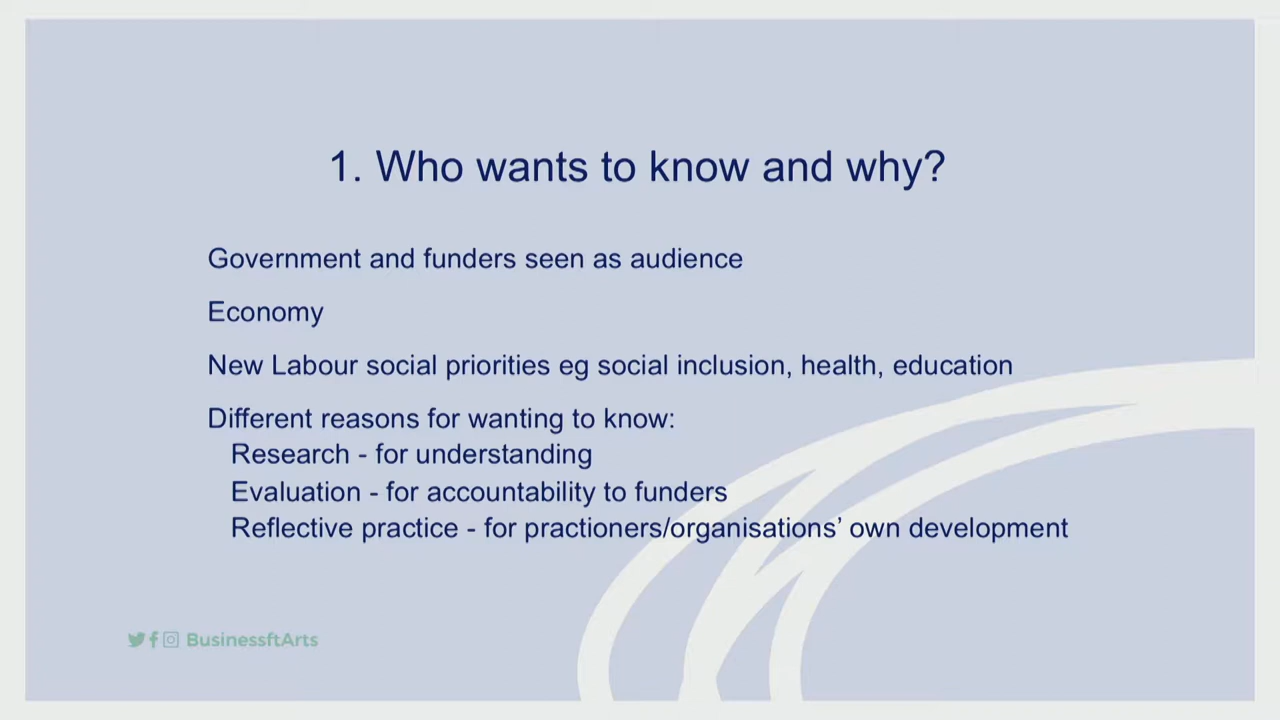 1. Who wants to know and why?
Government and funders seen as audience
Economy
New Labour social priorities eg social inclusion, health, education
Different reasons for wanting to know:
Research - for understanding
Evaluation - for accountability to funders
Reflective practice - for practioners/organisations’ own development
BusinessftArts